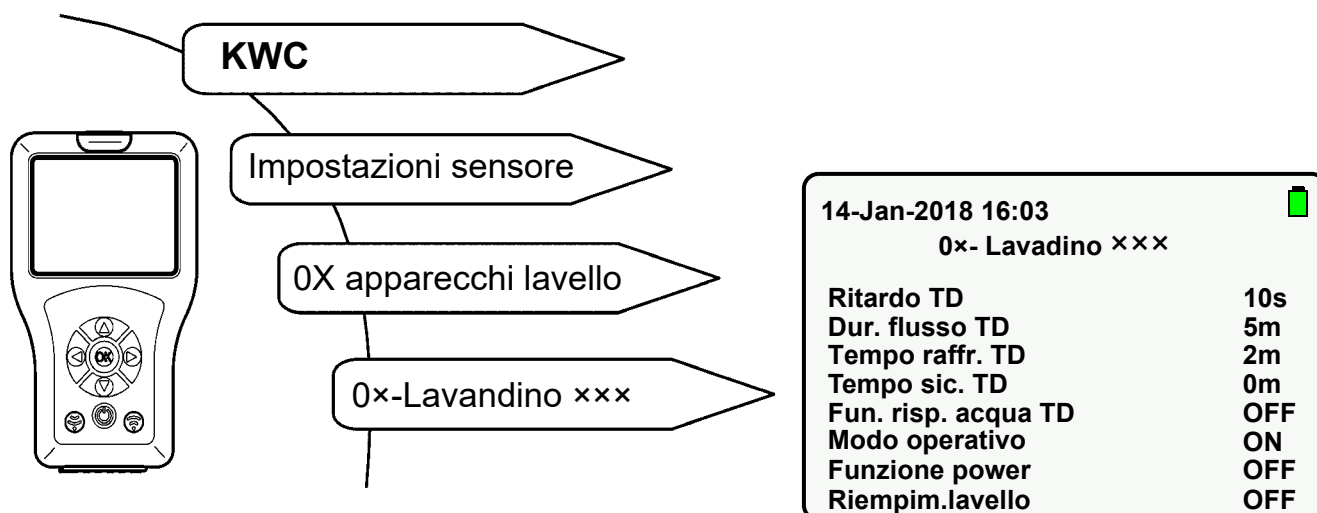 KWC
Impostazioni sensore
0X apparecchi lavello
0×-Lavandino ×××
OK
14-Jan-2018 16:03
0×- Lavadino ×××
Ritardo TD 10s
Dur. flusso TD 5m
Tempo raffr. TD 2m
Tempo sic. TD 0m
Fun. risp. acqua TD OFF
Modo operativo ON
Funzione power OFF
Riempim.lavello OFF